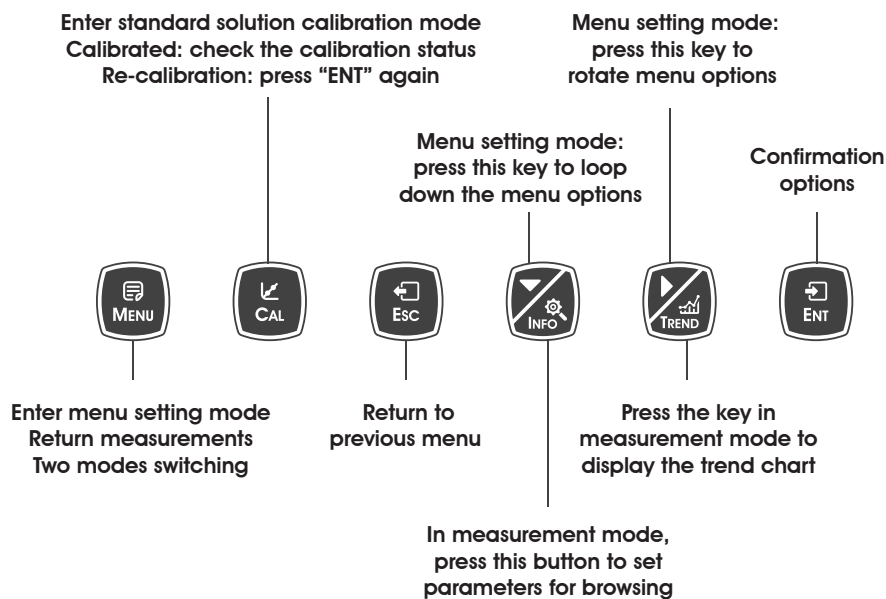 Enter standard solution calibration mode
Calibrated: check the calibration status
Re-calibration: press “ENT” again
Menu setting mode:
press this key to
rotate menu options
Menu setting mode:
press this key to loop
down the menu options
Confirmation
options
MENU
CAL
ESC
INFO
TREND
ENT
Enter menu setting mode
Return measurements
Two modes switching
Return to
previous menu
Press the key in
measurement mode to
display the trend chart
In measurement mode,
press this button to set
parameters for browsing